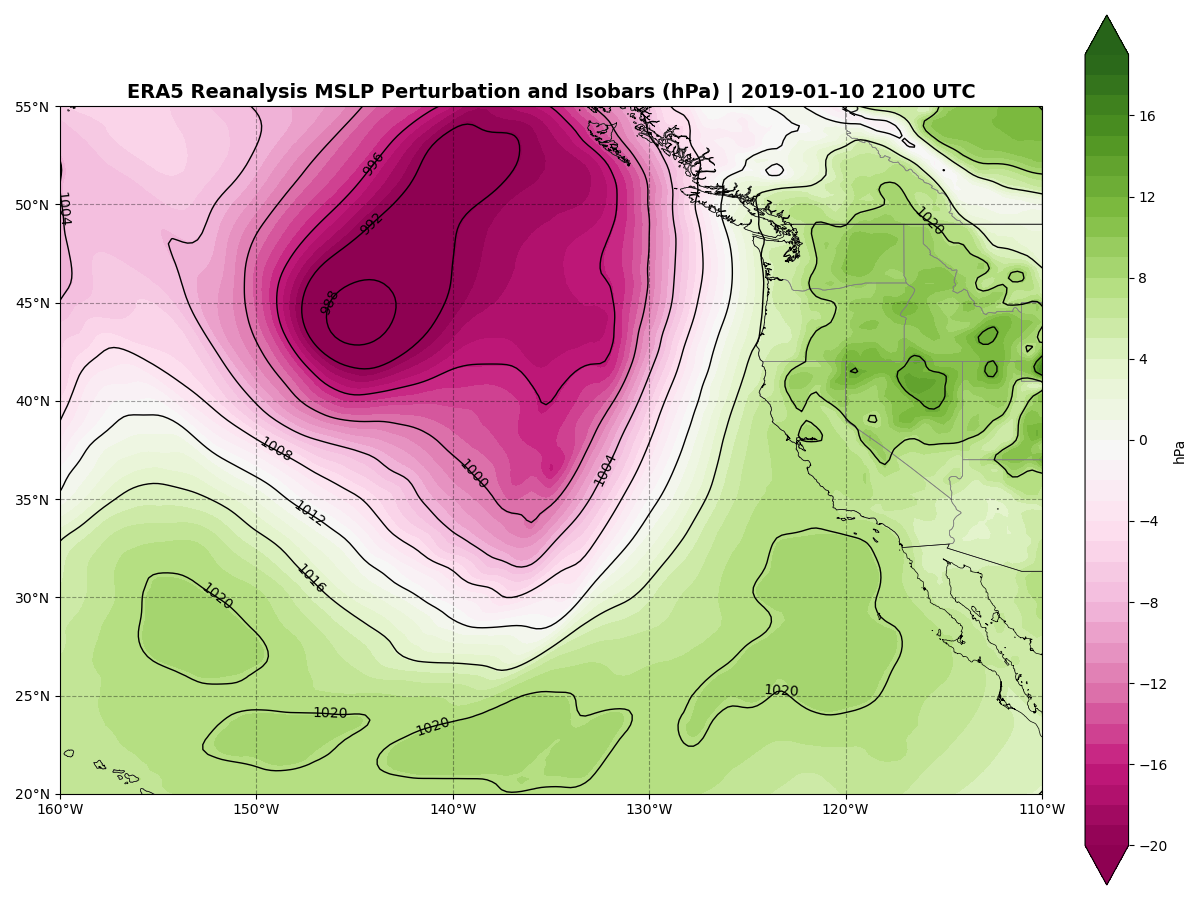 ERA5 Reanalysis MSLP Perturbation and Isobars (hPa) | 2019-01-10 2100 UTC
55°N
50°N
45°N
40°N
35°N
30°N
25°N
20°N
160°W 150°W 140°W 130°W 120°W 110°W
996
1004
992
988
1020
1008
1000
1004
1012
1016
1020
1020
1020
1020
16
12
8
4
0
−4
−8
−12
−16
−20
hPa